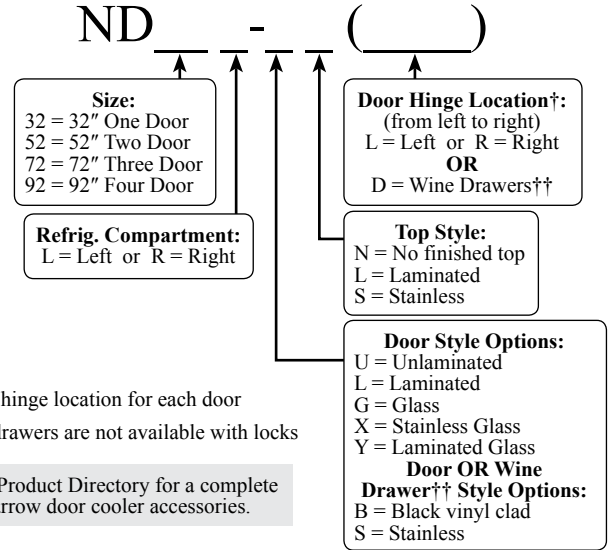 ND__ _-_ _ (____)
Size:
32 = 32″ One Door
52 = 52″ Two Door
72 = 72″ Three Door
92 = 92″ Four Door
Refrig. Compartment:
L = Left or R = Right
Door Hinge Location†:
(from left to right)
L = Left or R = Right
OR
D = Wine Drawers††
Top Style:
N = No finished top
L = Laminated
S = Stainless
Door Style Options:
U = Unlaminated
L = Laminated
G = Glass
X = Stainless Glass
Y = Laminated Glass
Door OR Wine
Drawer†† Style Options:
B = Black vinyl clad
S = Stainless
hinge location for each door
drawers are not available with locks
Product Directory for a complete
door cooler accessories.